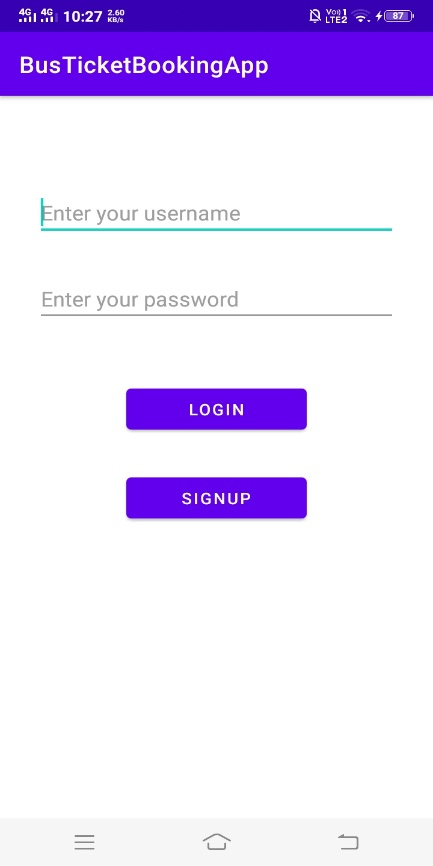 4G 4G 10:27 2.60 KB/s Vo)) 1 LTE2 87
BusTicketBookingApp
Enter your username
Enter your password
LOGIN
SIGNUP